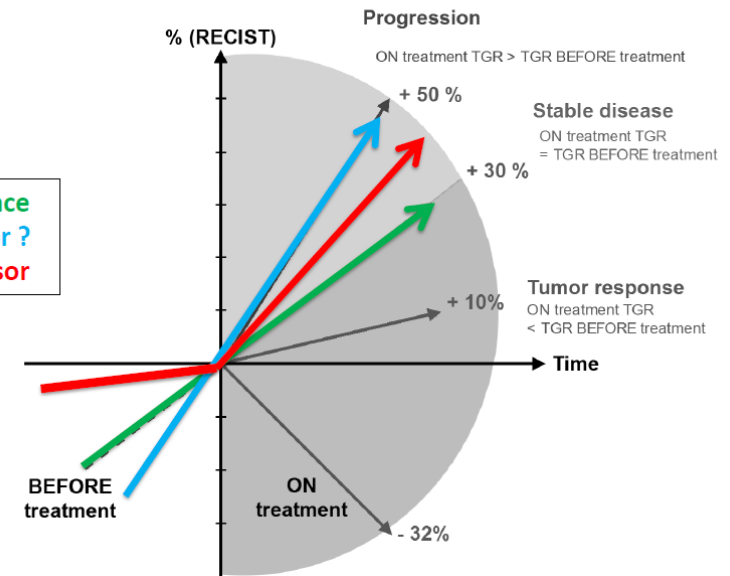 Progression
% (RECIST)
ON treatment TGR > TGR BEFORE treatment
+ 50 %
Stable disease
ON treatment TGR
= TGR BEFORE treatment
+ 30 %
?
Tumor response
ON treatment TGR
< TGR BEFORE treatment
+ 10%
Time
BEFORE
treatment
ON
treatment
- 32%